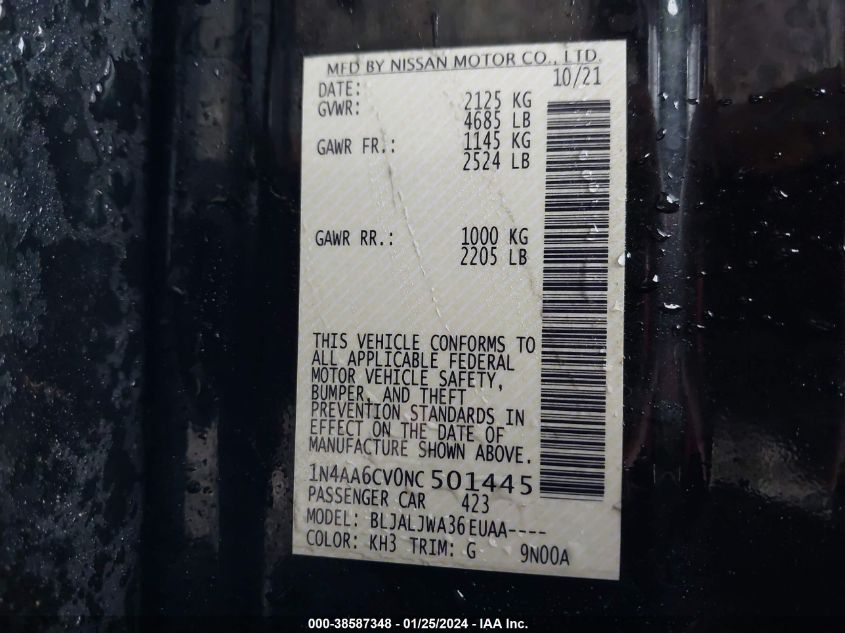 MFD BY NISSAN MOTOR CO., LTD.
DATE: 10/21
GVWR: 2125 KG
4685 LB
GAWR FR.: 1145 KG
2524 LB
GAWR RR.: 1000 KG
2205 LB
THIS VEHICLE CONFORMS TO
ALL APPLICABLE FEDERAL
MOTOR VEHICLE SAFETY,
BUMPER, AND THEFT
PREVENTION STANDARDS IN
EFFECT ON THE DATE OF
MANUFACTURE SHOWN ABOVE.
1N4AA6CV0NC501445
PASSENGER CAR 423
MODEL: BLJALJWA36EUAA----
COLOR: KH3 TRIM: G 9N00A
000-38587348 - 01/25/2024 - IAA Inc.